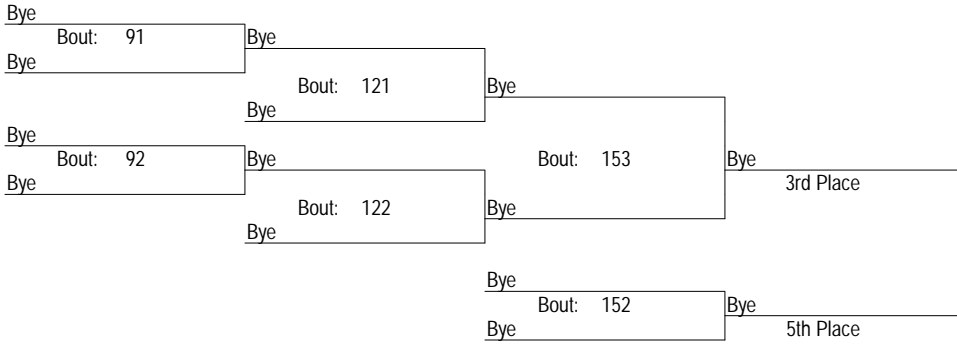 Bye
Bout: 91 Bye
Bye
Bout: 121 Bye
Bye
Bye
Bout: 92 Bye Bout: 153 Bye
Bye 3rd Place
Bout: 122 Bye
Bye
Bye
Bout: 152 Bye
Bye 5th Place